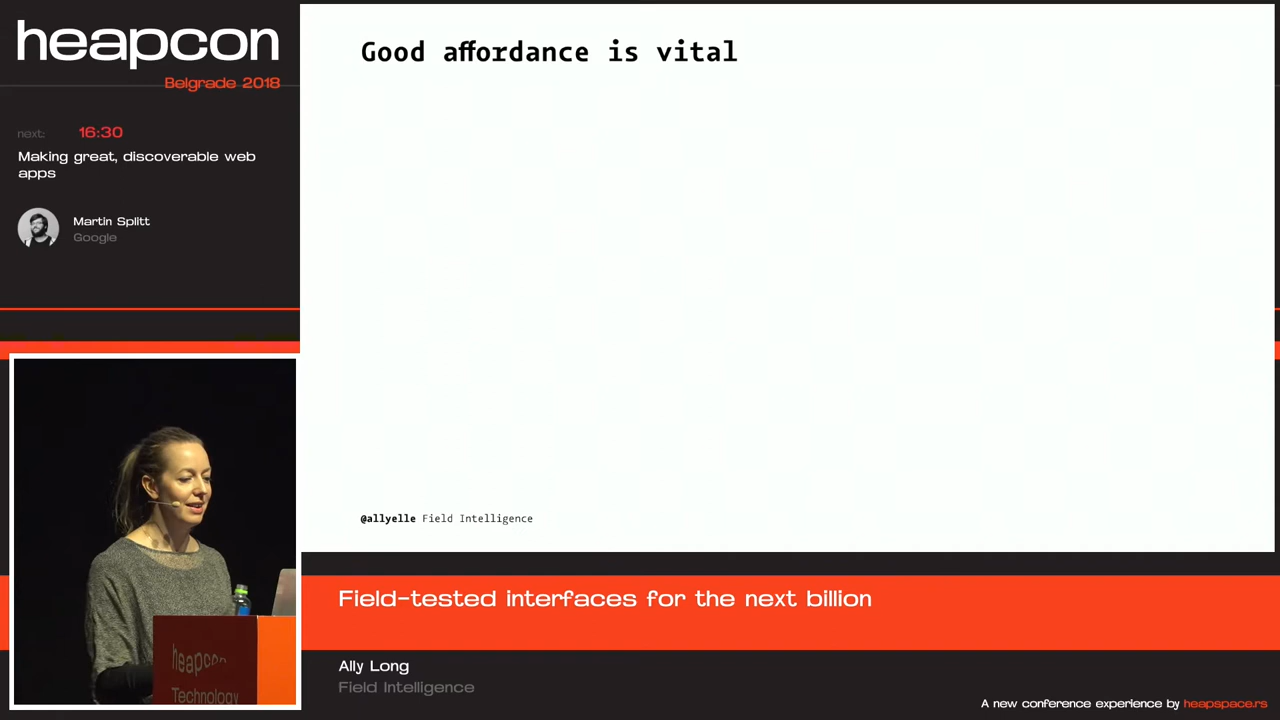 heapcon
Belgrade 2018
next: 16:30
Making great, discoverable web
apps
Martin Splitt
Google
Good affordance is vital
@allyelle Field Intelligence
heapcon
Technology
Field-tested interfaces for the next billion
Ally Long
Field Intelligence
A new conference experience by heapspace.rs